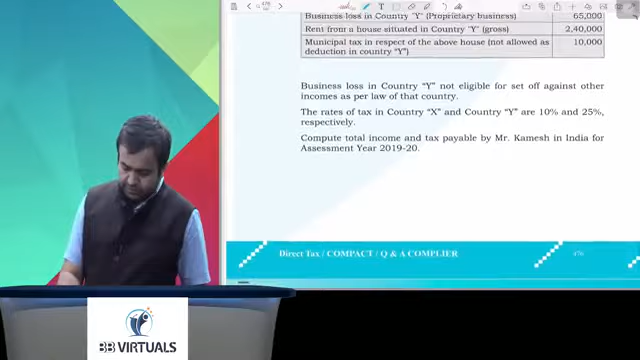 Business loss in Country "Y" (Proprietary business) 65,000
Rent from a house situated in Country "Y" (gross) 2,40,000
Municipal tax in respect of the above house (not allowed as deduction in country "Y") 10,000
Business loss in Country "Y" not eligible for set off against other
incomes as per law of that country.
The rates of tax in Country "X" and Country "Y" are 10% and 25%,
respectively.
Compute total income and tax payable by Mr. Kamesh in India for
Assessment Year 2019-20.
Direct Tax / COMPACT / Q & A COMPLIER
BB VIRTUALS